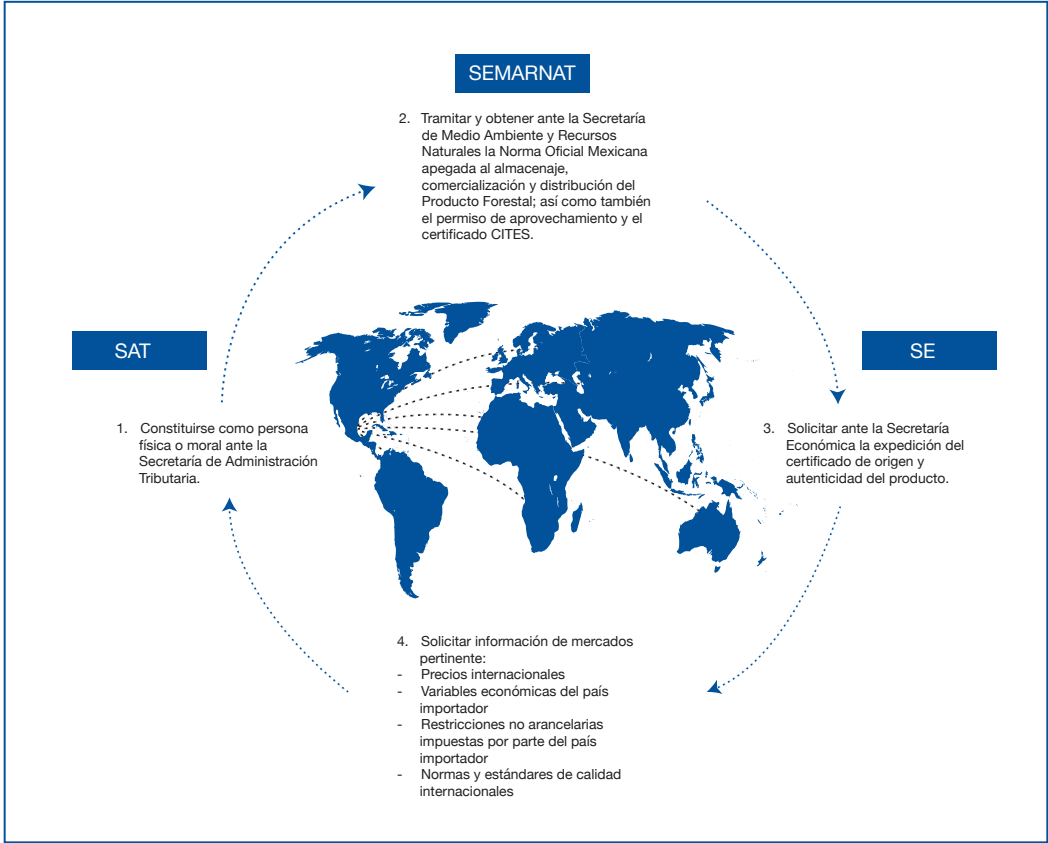 SEMARNAT
2. Tramitar y obtener ante la Secretaría
de Medio Ambiente y Recursos
Naturales la Norma Oficial Mexicana
apegada al almacenaje,
comercialización y distribución del
Producto Forestal; así como también
el permiso de aprovechamiento y el
certificado CITES.
SAT
1. Constituirse como persona
física o moral ante la
Secretaría de Administración
Tributaria.
SE
3. Solicitar ante la Secretaría
Económica la expedición del
certificado de origen y
autenticidad del producto.
4. Solicitar información de mercados
pertinente:
- Precios internacionales
- Variables económicas del país
importador
- Restricciones no arancelarias
impuestas por parte del país
importador
- Normas y estándares de calidad
internacionales